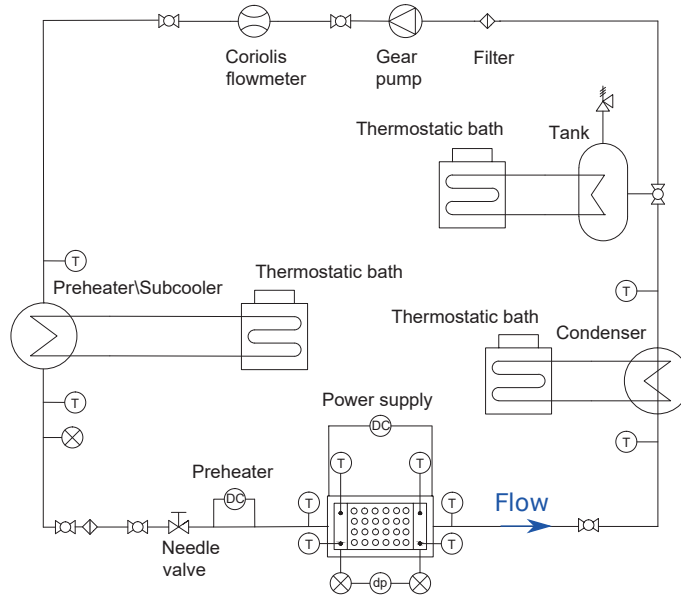 Coriolis
flowmeter
Gear
pump
Filter
Thermostatic bath
Tank
T
Preheater\Subcooler
Thermostatic bath
T
Thermostatic bath
Condenser
T
Power supply
DC
T
T
T
Preheater
DC
T
T
Flow
T
T
Needle
valve
dp